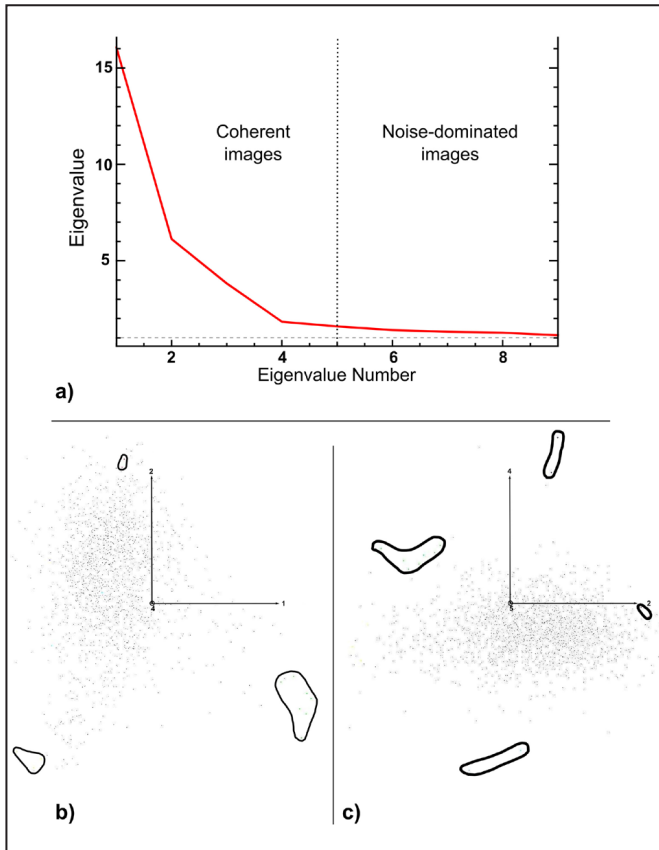 15
10
5
Eigenvalue
Coherent
images
Noise-dominated
images
2
4
6
8
Eigenvalue Number
a)
2
1
4
b)
4
2
5
c)